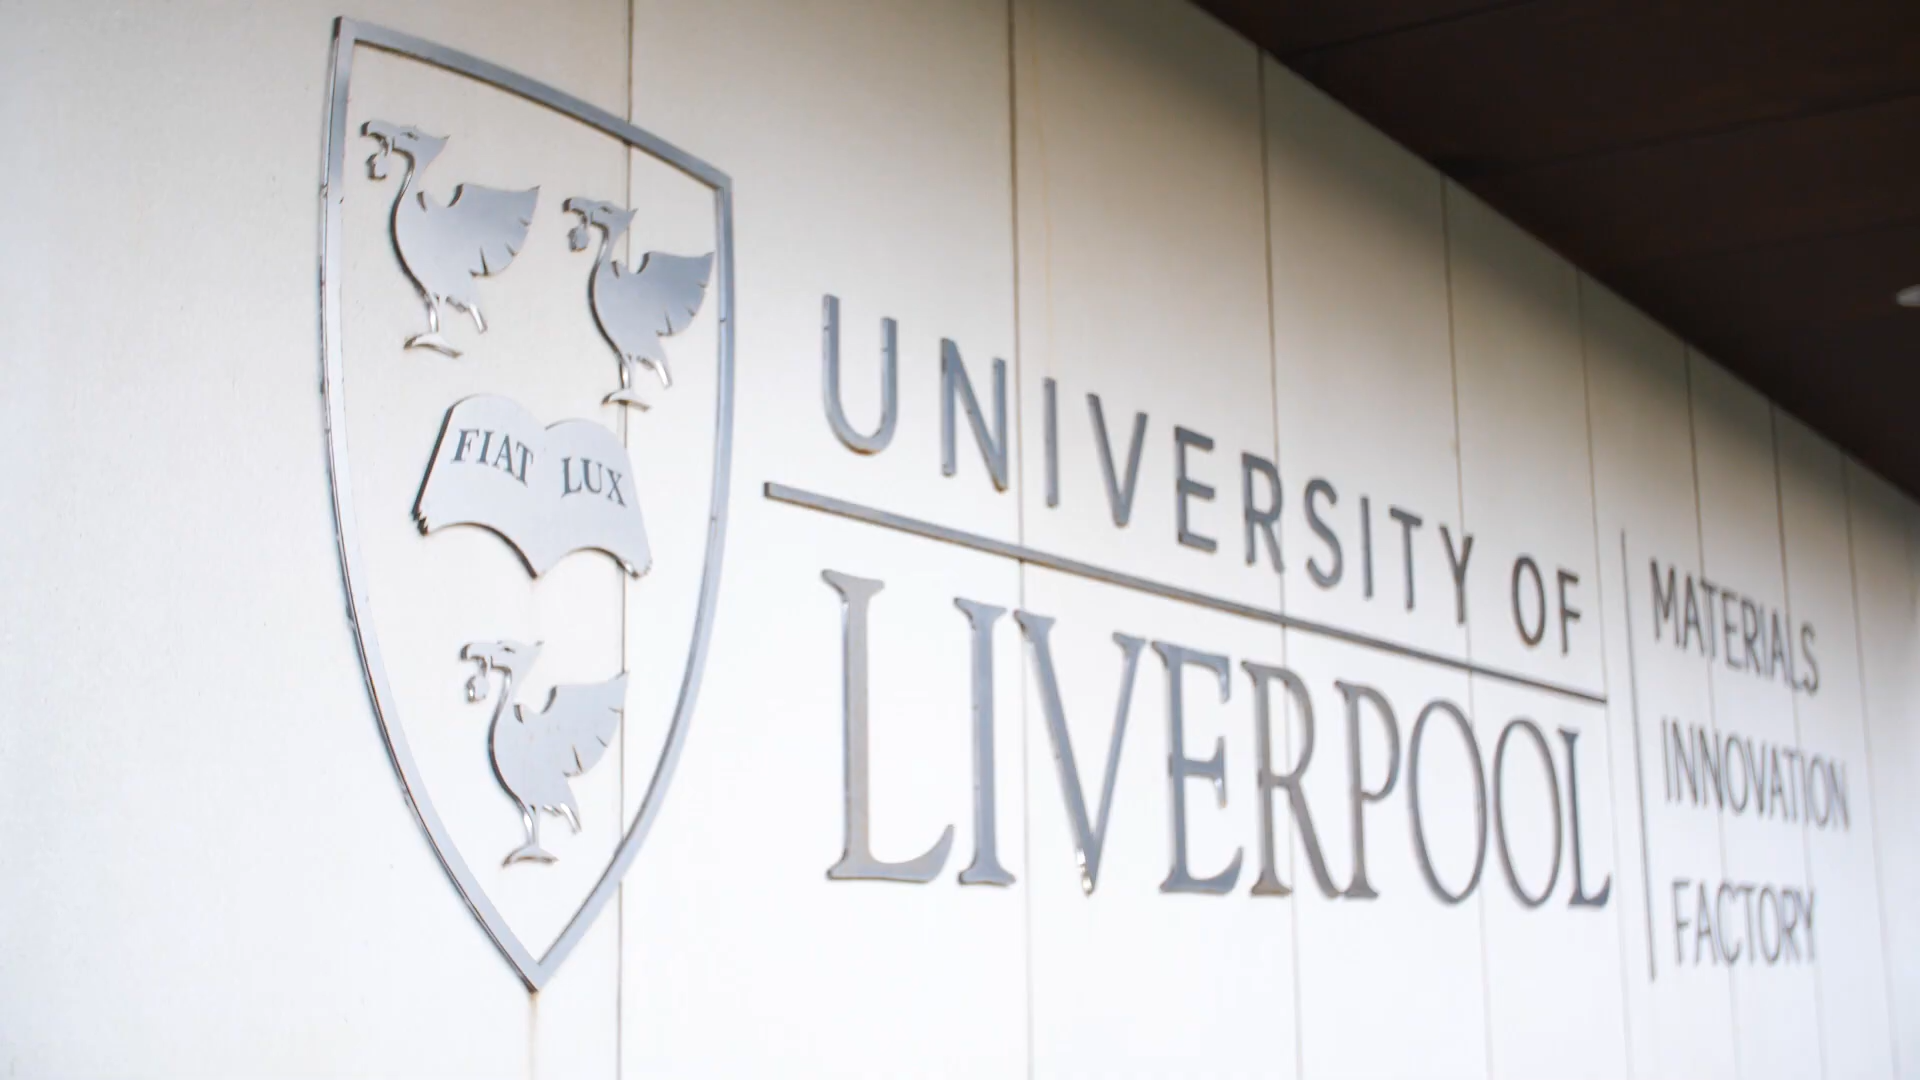 FIAT LUX
UNIVERSITY OF
LIVERPOOL
MATERIALS
INNOVATION
FACTORY